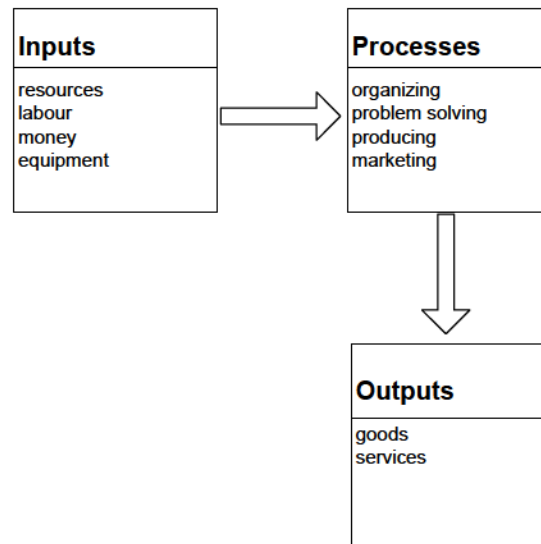 Inputs
resources
labour
money
equipment
Processes
organizing
problem solving
producing
marketing
Outputs
goods
services